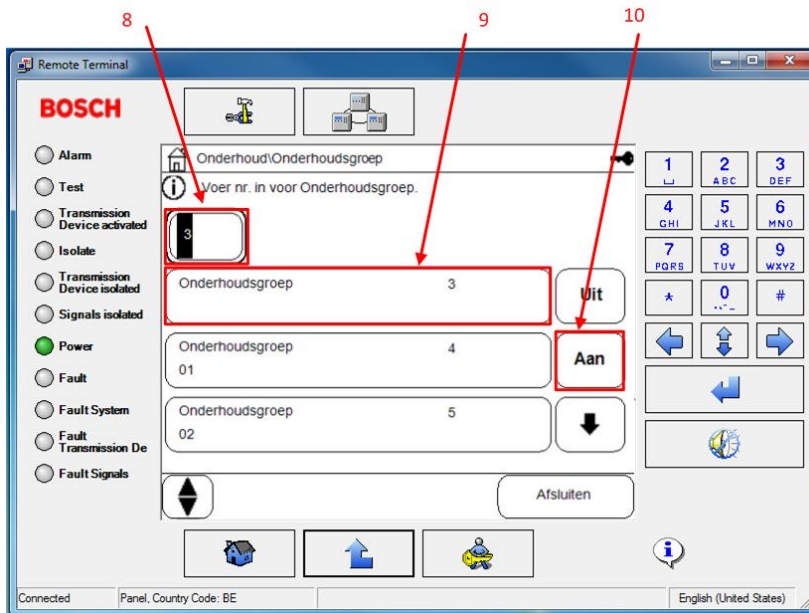 8 9 10
Remote Terminal
BOSCH
Alarm
Test
Transmission
Device activated
Isolate
Transmission
Device isolated
Signals isolated
Power
Fault
Fault System
Fault
Transmission De
Fault Signals
Onderhoud\Onderhoudsgroep
Voer nr. in voor Onderhoudsgroep.
3
Onderhoudsgroep 3
Uit
Onderhoudsgroep 4
01
Aan
Onderhoudsgroep 5
02
Afsluiten
1 2 3
ABC DEF
4 5 6
GHI JKL MNO
7 8 9
PQRS TUV WXYZ
* 0 #
Connected Panel, Country Code: BE English (United States)